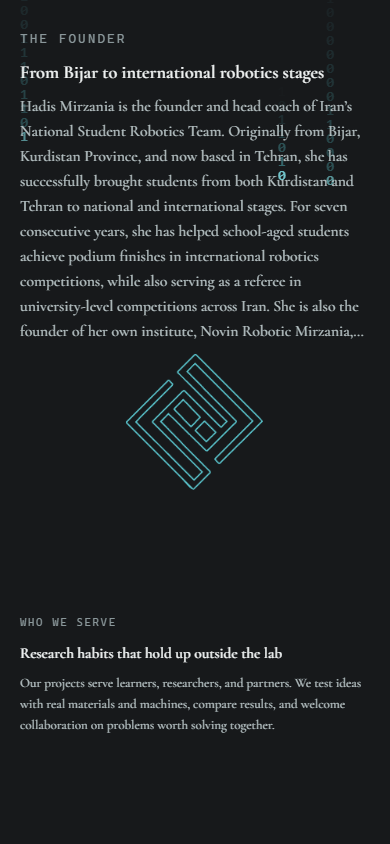 THE FOUNDER
From Bijar to international robotics stages
Hadis Mirzania is the founder and head coach of Iran's
National Student Robotics Team. Originally from Bijar,
Kurdistan Province, and now based in Tehran, she has
successfully brought students from both Kurdistan and
Tehran to national and international stages. For seven
consecutive years, she has helped school-aged students
achieve podium finishes in international robotics
competitions, while also serving as a referee in
university-level competitions across Iran. She is also the
founder of her own institute, Novin Robotic Mirzania,...
WHO WE SERVE
Research habits that hold up outside the lab
Our projects serve learners, researchers, and partners. We test ideas
with real materials and machines, compare results, and welcome
collaboration on problems worth solving together.